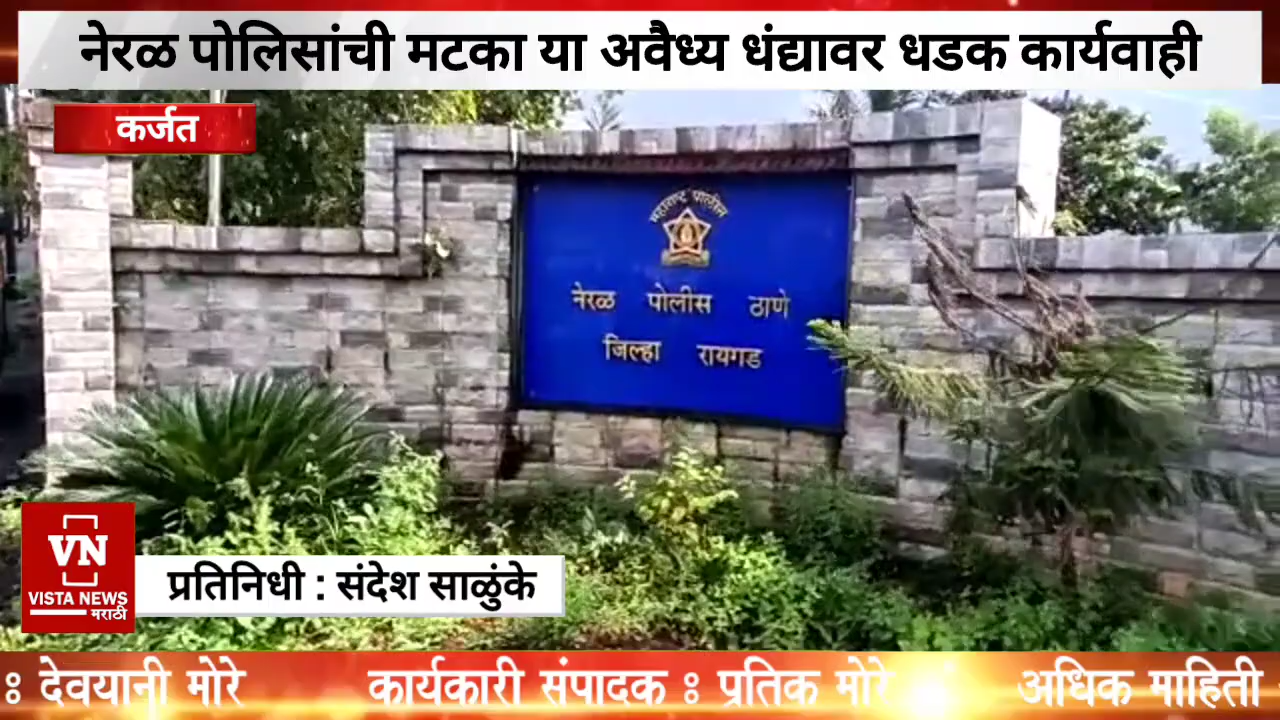 नेरळ पोलिसांची मटका या अवैध्य धंद्यावर धडक कार्यवाही
कर्जत
महाराष्ट्र पोलीस
नेरळ पोलीस ठाणे
जिल्हा रायगड
VN
VISTA NEWS
मराठी
प्रतिनिधी : संदेश साळुंके
: देवयानी मोरे कार्यकारी संपादक : प्रतिक मोरे अधिक माहिती